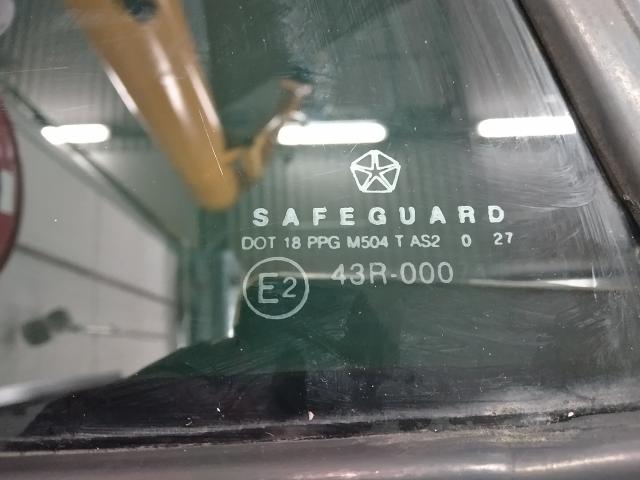 SAFEGUARD
DOT 18 PPG M504 T AS2 0 27
E2 43R-000